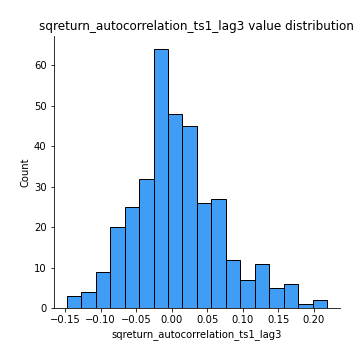 sqreturn_autocorrelation_ts1_lag3 value distribution
60
50
40
30
20
10
0
Count
−0.15 −0.10 −0.05 0.00 0.05 0.10 0.15 0.20
sqreturn_autocorrelation_ts1_lag3